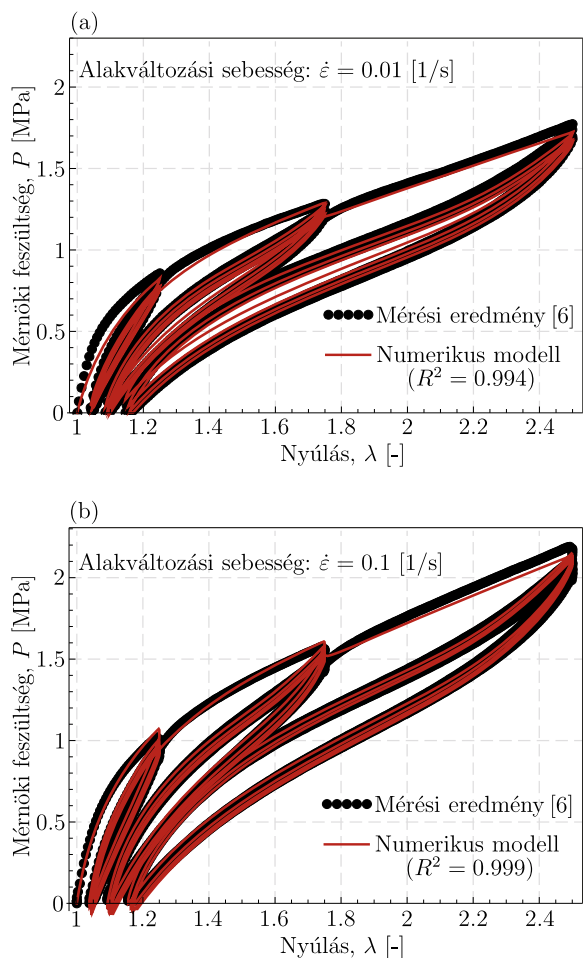 (a)
Alakváltozási sebesség: ε̇ = 0.01 [1/s]
Mérnöki feszültség, P [MPa]
2
1.5
1
0.5
0
Mérési eredmény [6]
Numerikus modell
(R² = 0.994)
1 1.2 1.4 1.6 1.8 2 2.2 2.4
Nyúlás, λ [-]
(b)
Alakváltozási sebesség: ε̇ = 0.1 [1/s]
Mérnöki feszültség, P [MPa]
2
1.5
1
0.5
0
Mérési eredmény [6]
Numerikus modell
(R² = 0.999)
1 1.2 1.4 1.6 1.8 2 2.2 2.4
Nyúlás, λ [-]